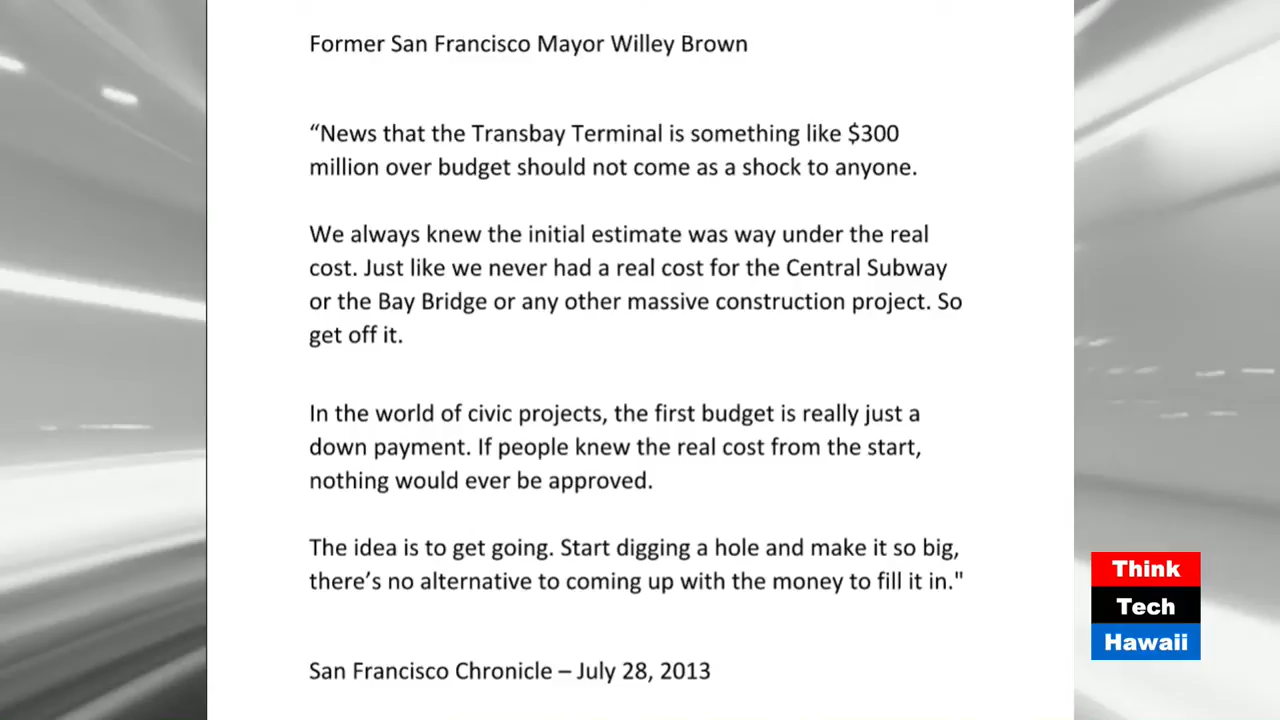 Former San Francisco Mayor Willey Brown
“News that the Transbay Terminal is something like $300
million over budget should not come as a shock to anyone.
We always knew the initial estimate was way under the real
cost. Just like we never had a real cost for the Central Subway
or the Bay Bridge or any other massive construction project. So
get off it.
In the world of civic projects, the first budget is really just a
down payment. If people knew the real cost from the start,
nothing would ever be approved.
The idea is to get going. Start digging a hole and make it so big,
there’s no alternative to coming up with the money to fill it in."
San Francisco Chronicle – July 28, 2013
Think
Tech
Hawaii